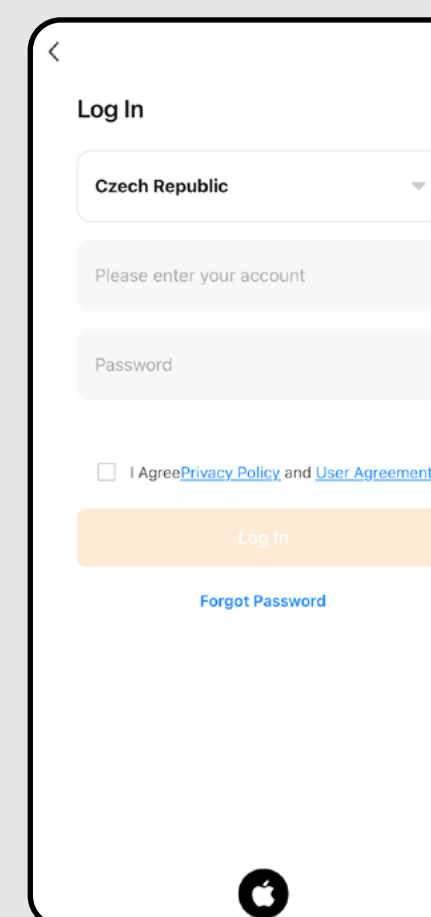 Log In
Czech Republic
Please enter your account
Password
I AgreePrivacy Policy and User Agreement
Log In
Forgot Password